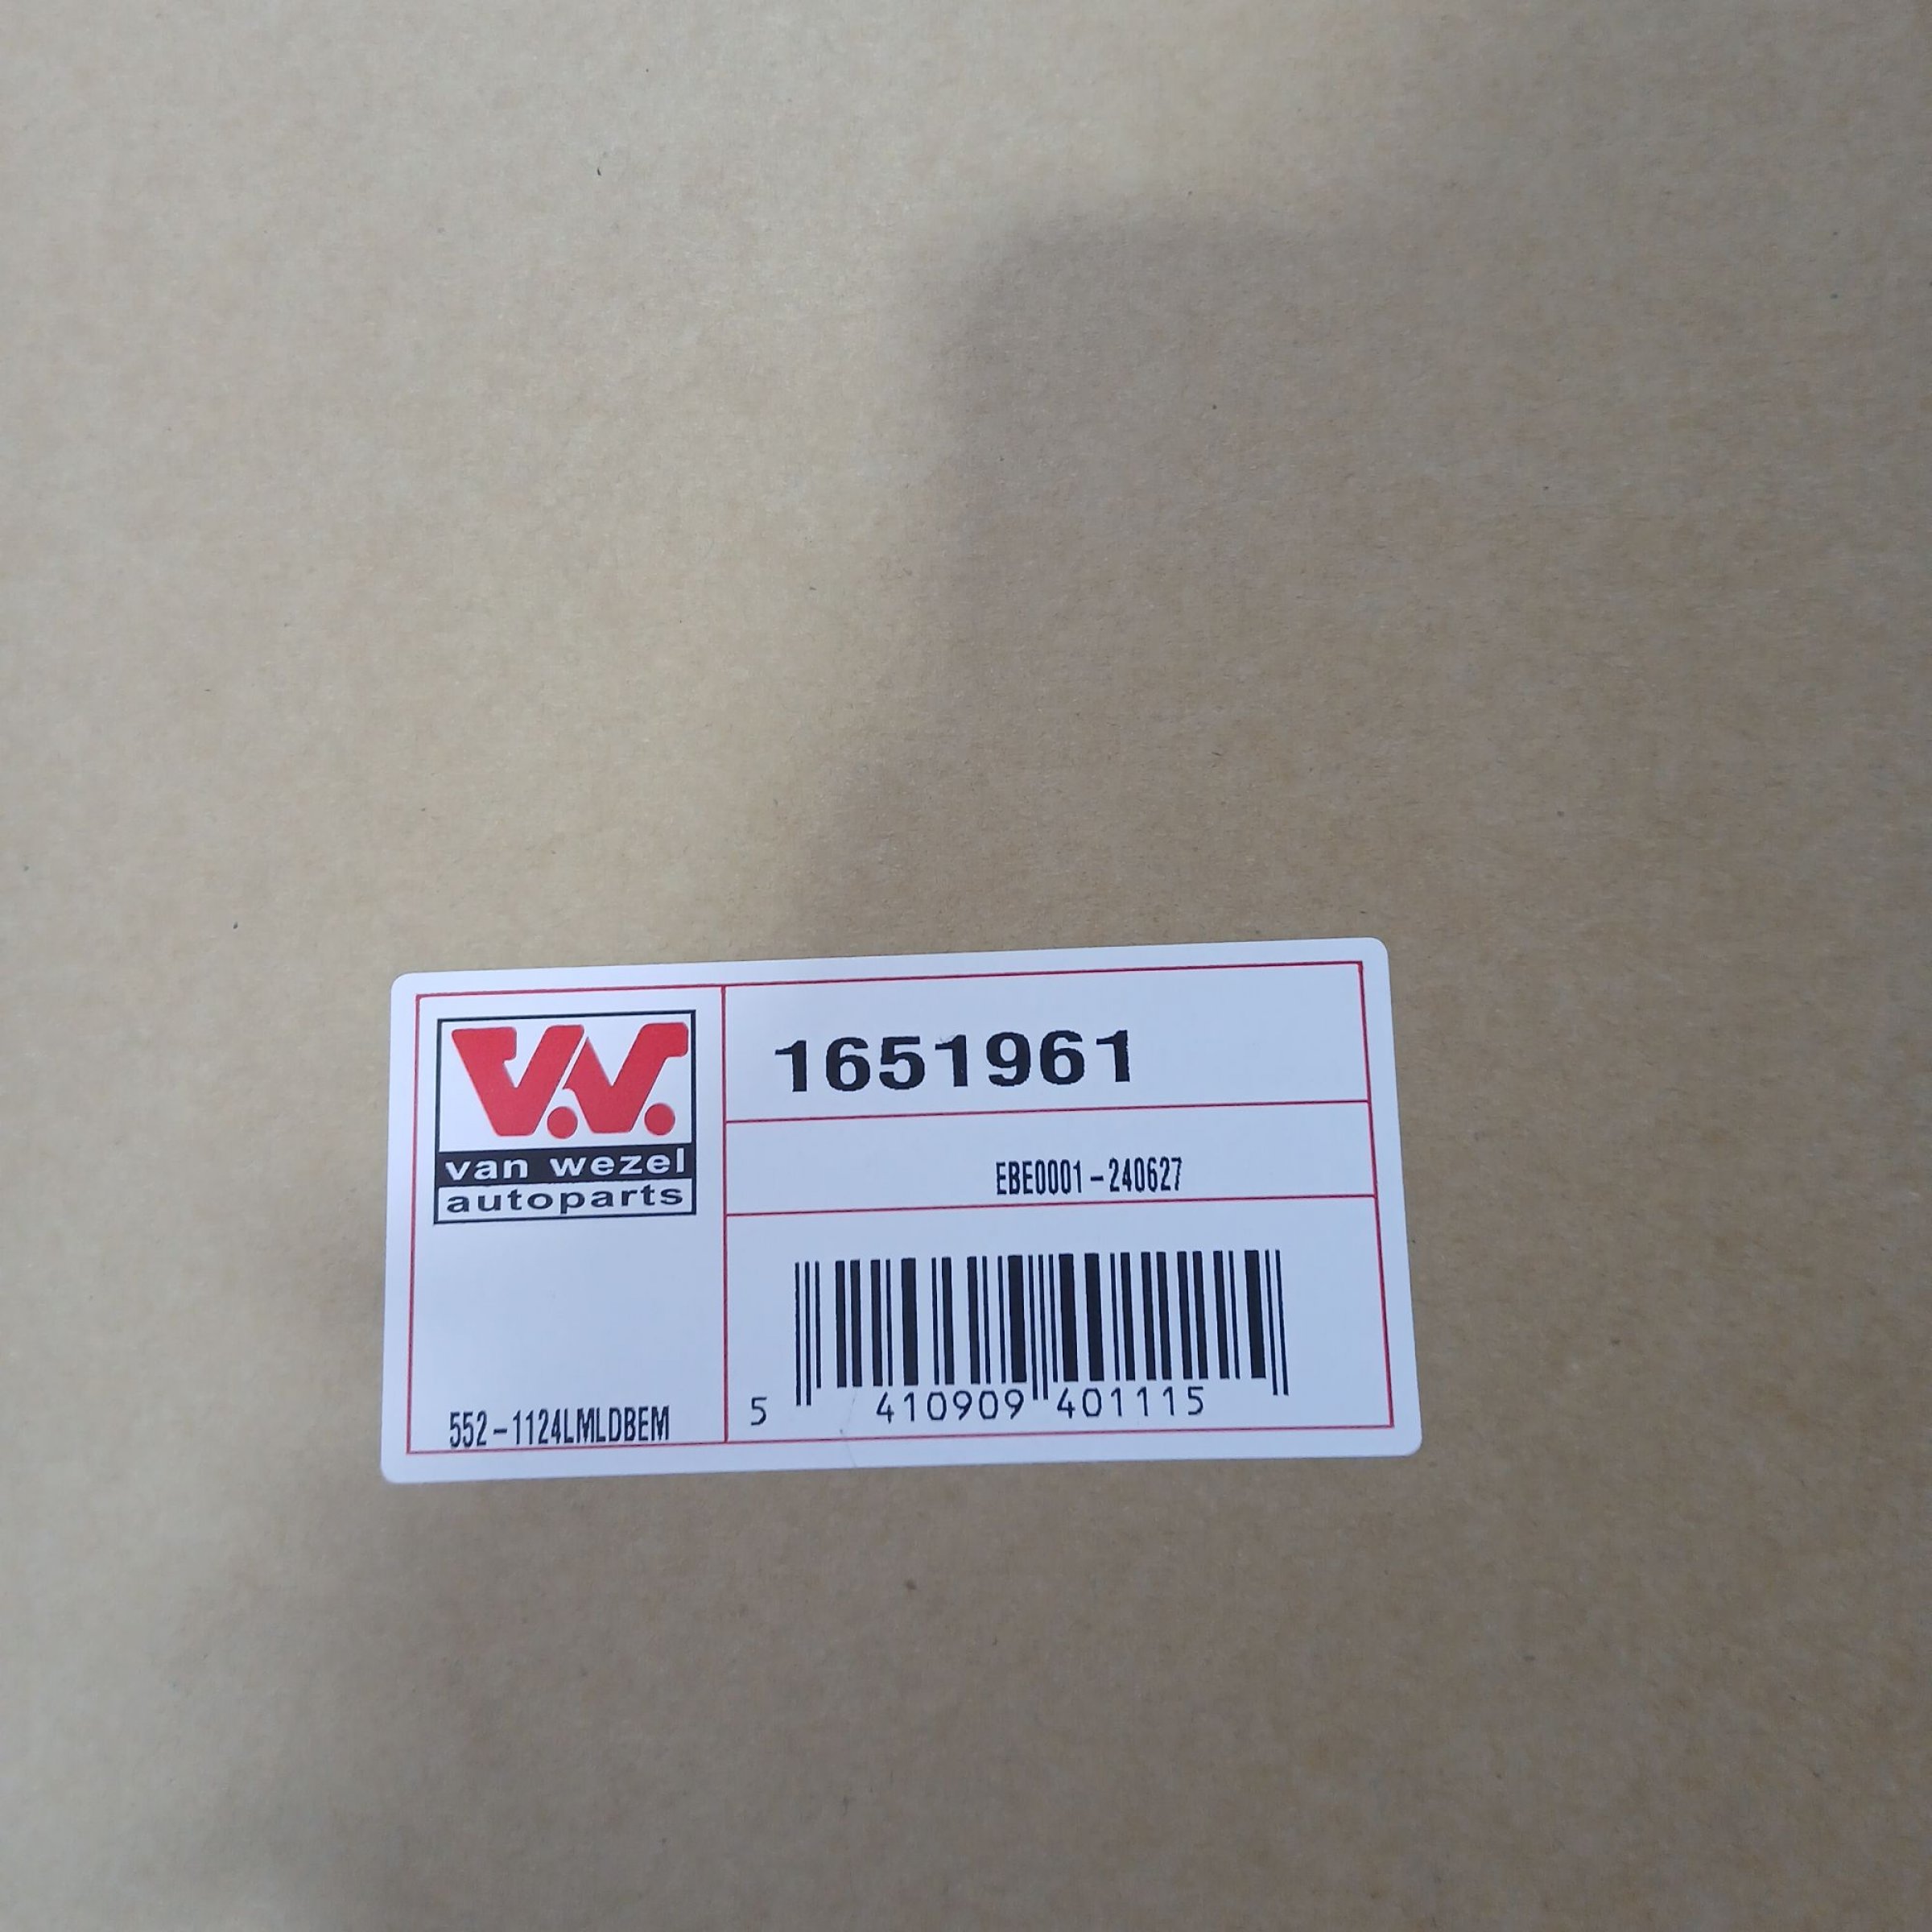 V.W.
van wezel
autoparts
552-1124LMLDBEM
1651961
EBE0001-240627
5 410909 401115